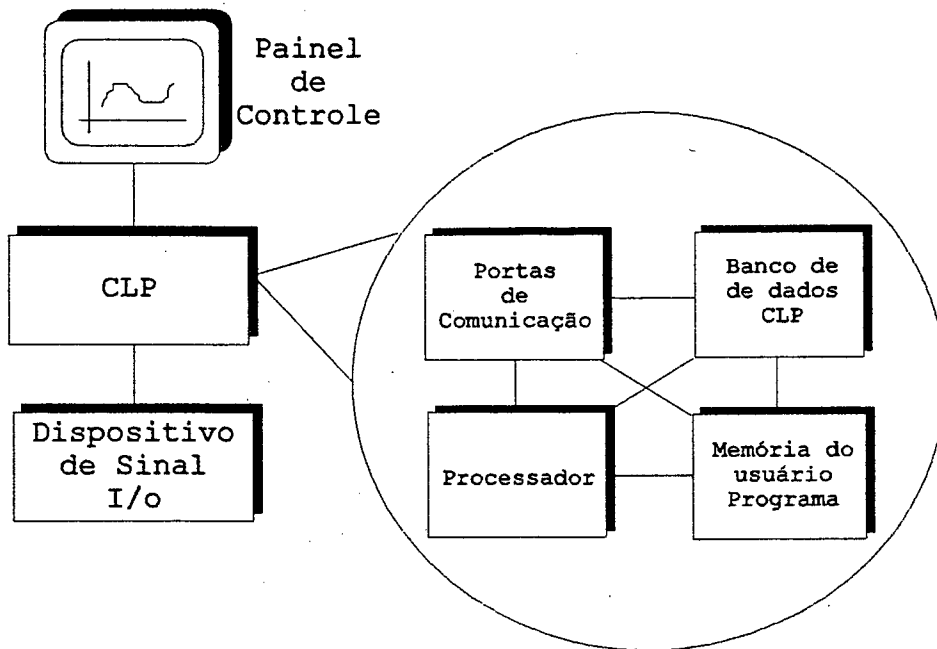 Painel
de
Controle
CLP
Dispositivo
de Sinal
I/o
Portas
de
Comunicação
Banco de
de dados
CLP
Processador
Memória do
usuário
Programa